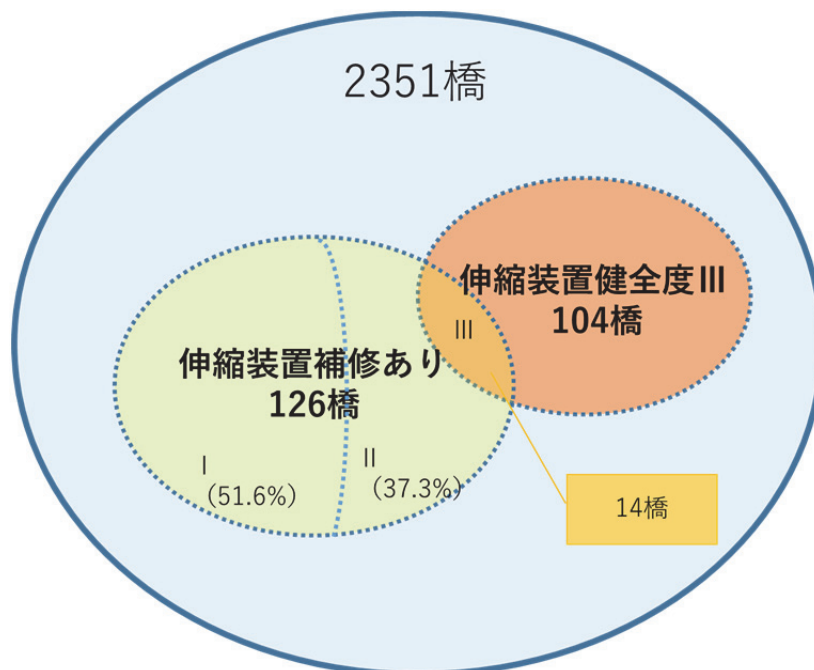 2351橋
伸縮装置健全度Ⅲ
104橋
Ⅲ
伸縮装置補修あり
126橋
Ⅰ
（51.6%）
Ⅱ
（37.3%）
14橋